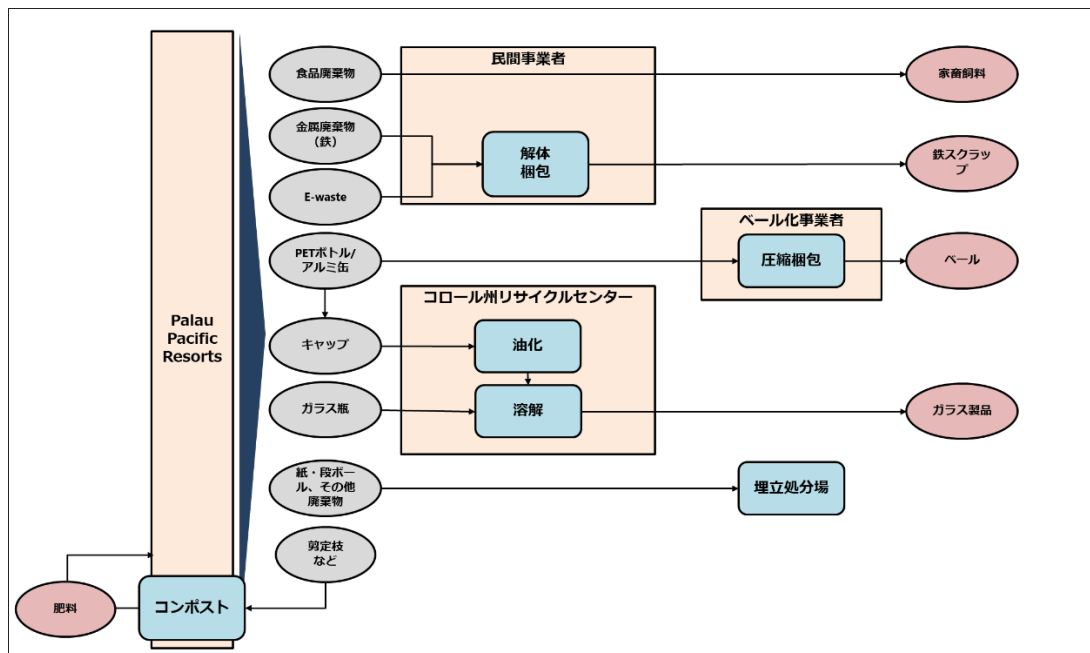 民間事業者
食品廃棄物
家畜飼料
金属廃棄物
（鉄）
解体
梱包
鉄スクラッ
プ
E-waste
ベール化事業者
PETボトル/
アルミ缶
圧縮梱包
ベール
コロール州リサイクルセンター
Palau
Pacific
Resorts
キャップ
油化
ガラス瓶
溶解
ガラス製品
紙・段ボー
ル、その他
廃棄物
埋立処分場
剪定枝
など
肥料
コンポスト